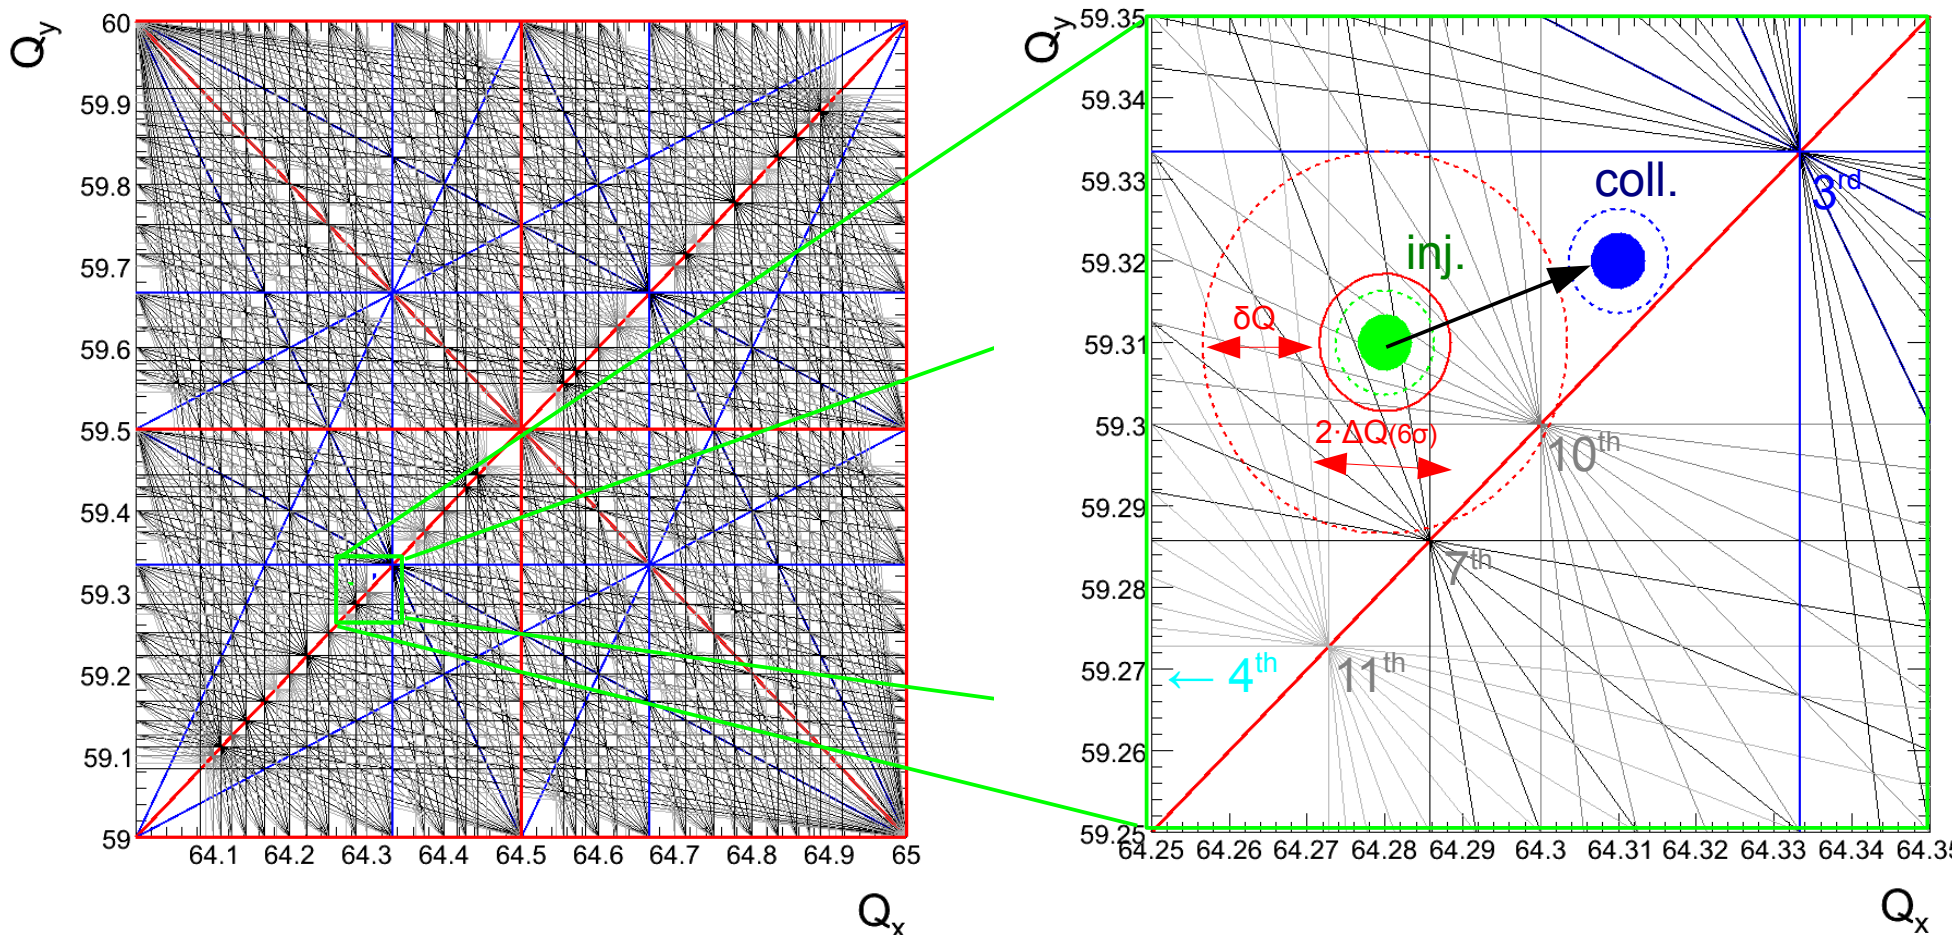 Qy
60
59.9
59.8
59.7
59.6
59.5
59.4
59.3
59.2
59.1
59
64.1 64.2 64.3 64.4 64.5 64.6 64.7 64.8 64.9 65
Qx
Qy
59.35
59.34
59.33
59.32
59.31
59.3
59.29
59.28
59.27
59.26
59.25
coll.
3rd
inj.
δQ
2·ΔQ(6σ)
10th
7th
11th
← 4th
64.25 64.26 64.27 64.28 64.29 64.3 64.31 64.32 64.33 64.34 64.35
Qx